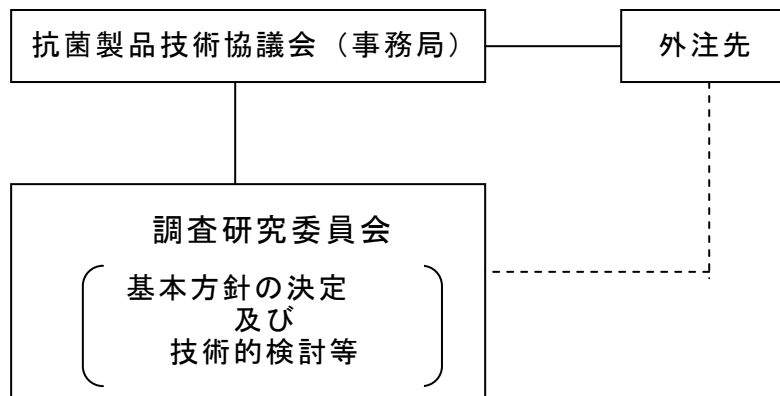 抗菌製品技術協議会（事務局）
外注先
調査研究委員会
基本方針の決定
及び
技術的検討等